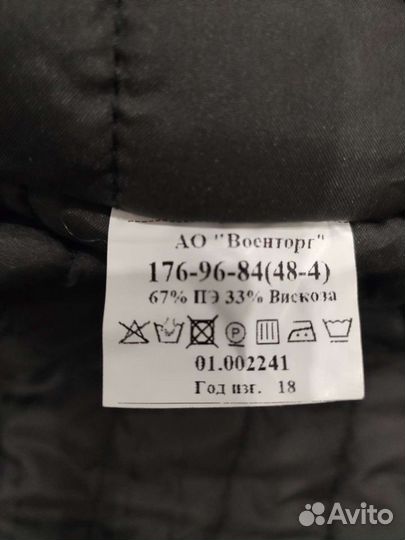 АО "Военторг"
176-96-84(48-4)
67% ПЭ 33% Вискоза
P
01.002241
Год изг. 18
Avito